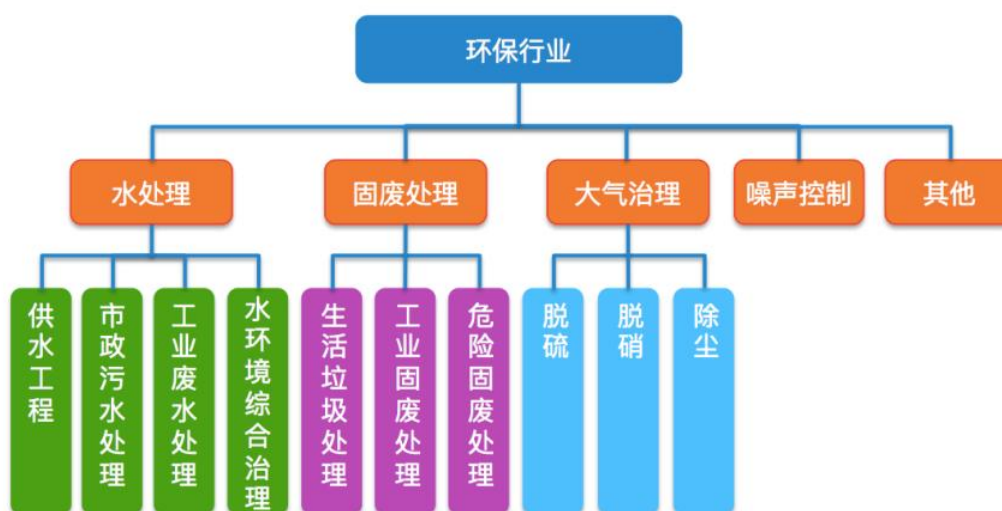 环保行业
水处理
固废处理
大气治理
噪声控制
其他
供水工程
市政污水处理
工业废水处理
水环境综合治理
生活垃圾处理
工业固废处理
危险固废处理
脱硫
脱硝
除尘